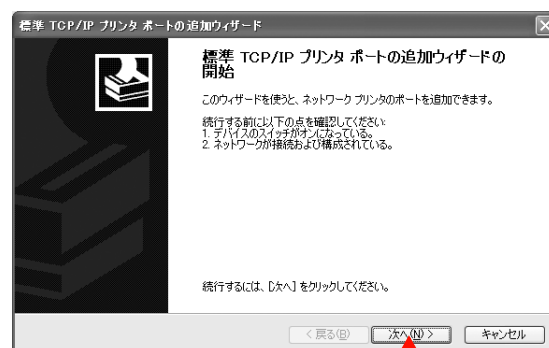 標準 TCP/IP プリンタ ポートの追加ウィザード
標準 TCP/IP プリンタ ポートの追加ウィザードの
開始
このウィザードを使うと、ネットワーク プリンタのポートを追加できます。
続行する前に以下の点を確認してください:
1. デバイスのスイッチがオンになっている。
2. ネットワークが接続および構成されている。
続行するには、[次へ] をクリックしてください。
< 戻る(B)
次へ(N) >
キャンセル